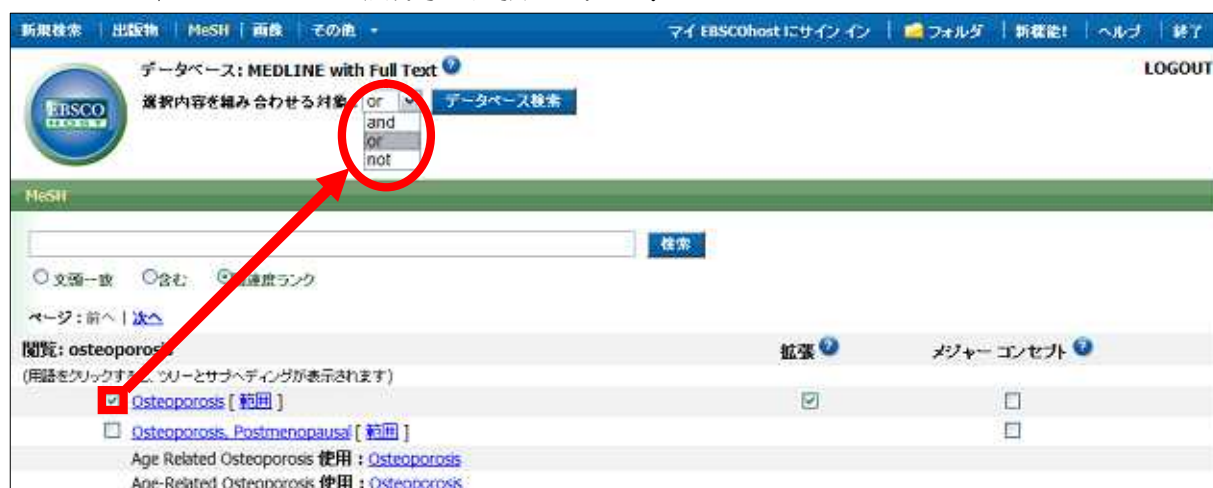 新規検索 | 出版物 | MeSH | 画像 | その他
マイ EBSCOhost にサインイン | フォルダ | 新機能! | ヘルプ | 終了
データベース: MEDLINE with Full Text
LOGOUT
選択内容を組み合わせる対象: or データベース検索
and
or
not
EBSCO
HOST
MeSH
検索
文頭一致 含む 関連度ランク
ページ: 前へ | 次へ
閲覧: osteoporosis 拡張 メジャー コンセプト
(用語をクリックすると、ツリーとサブヘディングが表示されます)
Osteoporosis [ 範囲 ]
Osteoporosis, Postmenopausal [ 範囲 ]
Age Related Osteoporosis 使用 : Osteoporosis
Age-Related Osteoporosis 使用 : Osteoporosis